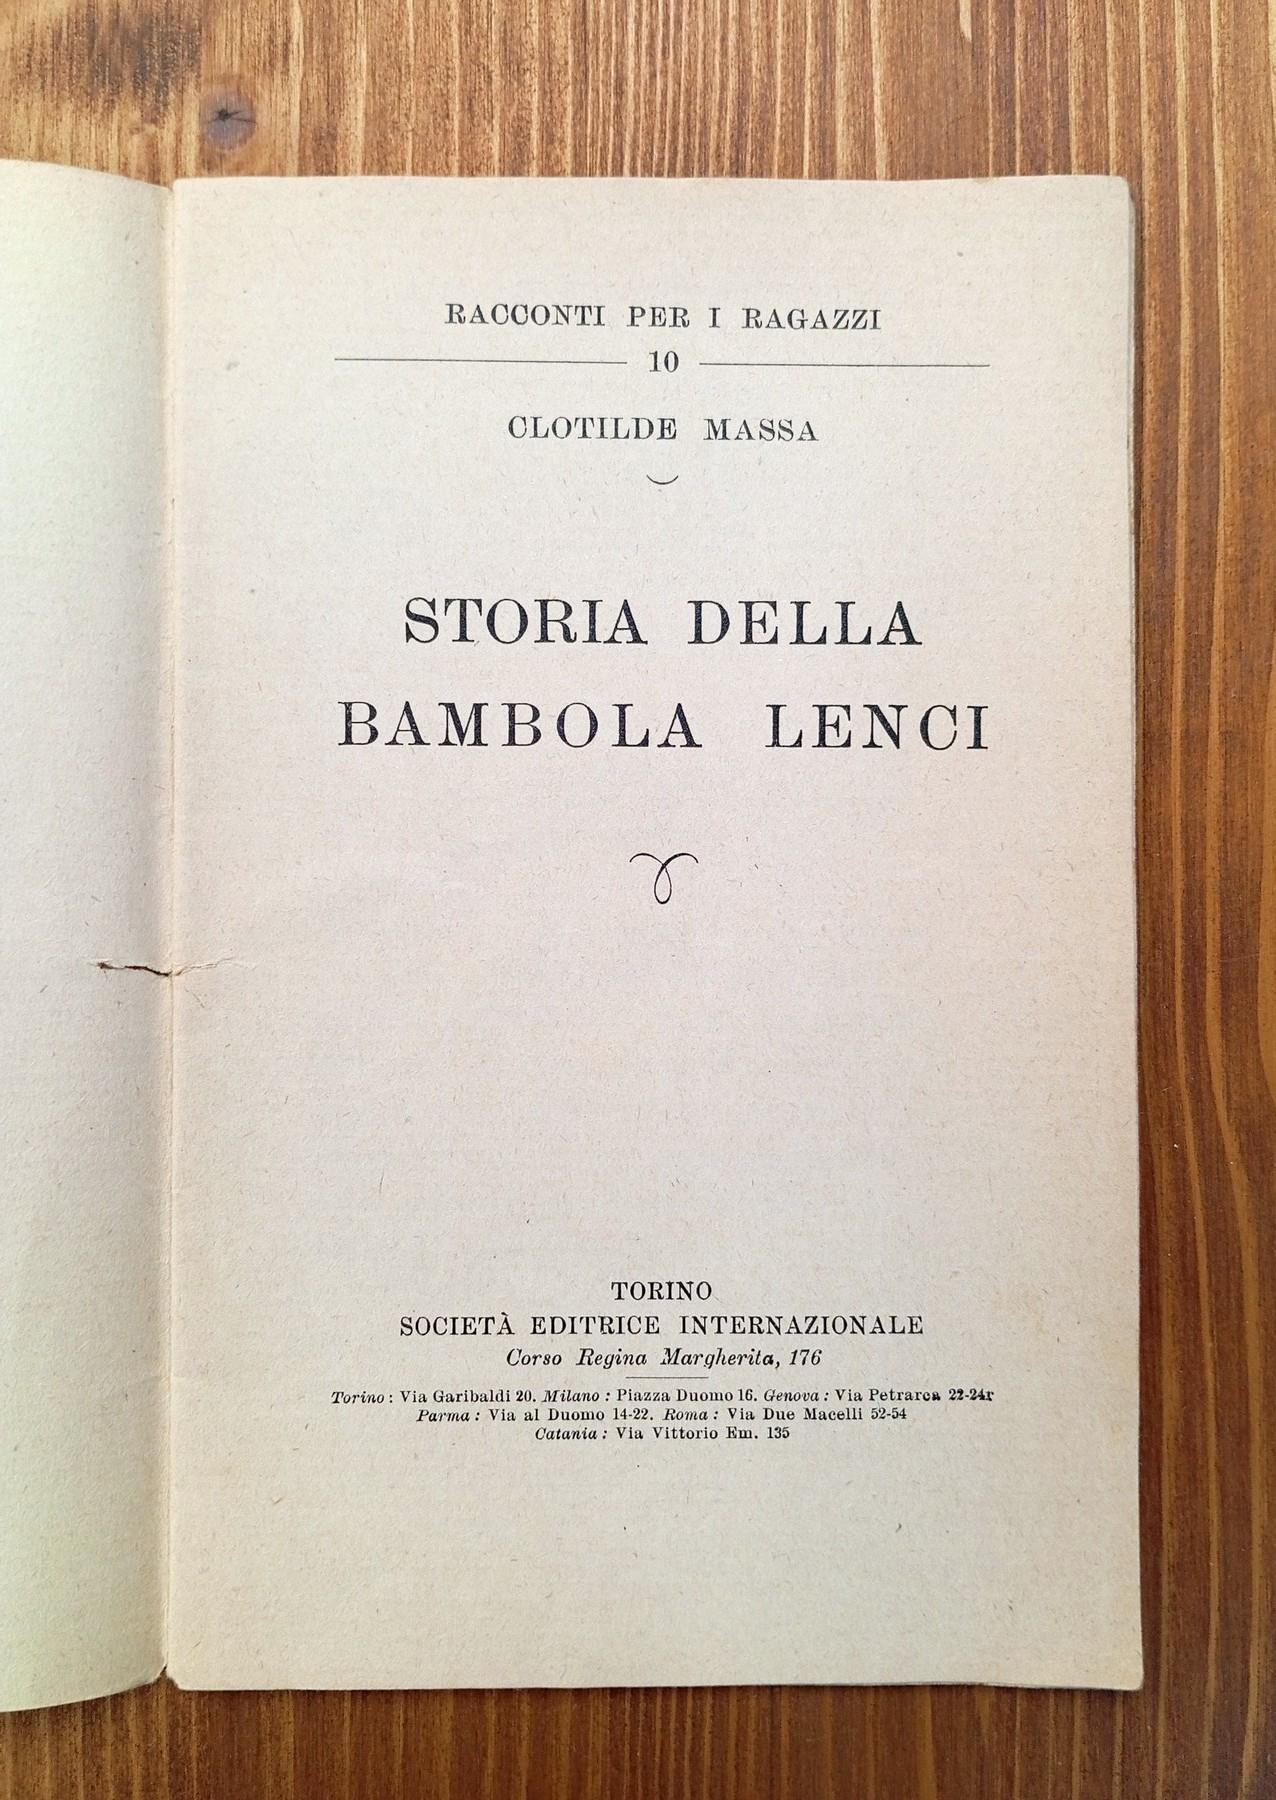 RACCONTI PER I RAGAZZI
10
CLOTILDE MASSA
STORIA DELLA
BAMBOLA LENCI
TORINO
SOCIETÀ EDITRICE INTERNAZIONALE
Corso Regina Margherita, 176
Torino: Via Garibaldi 20. Milano: Piazza Duomo 16. Genova: Via Petrarca 22-24r
Parma: Via al Duomo 14-22. Roma: Via Due Macelli 52-54
Catania: Via Vittorio Em. 135